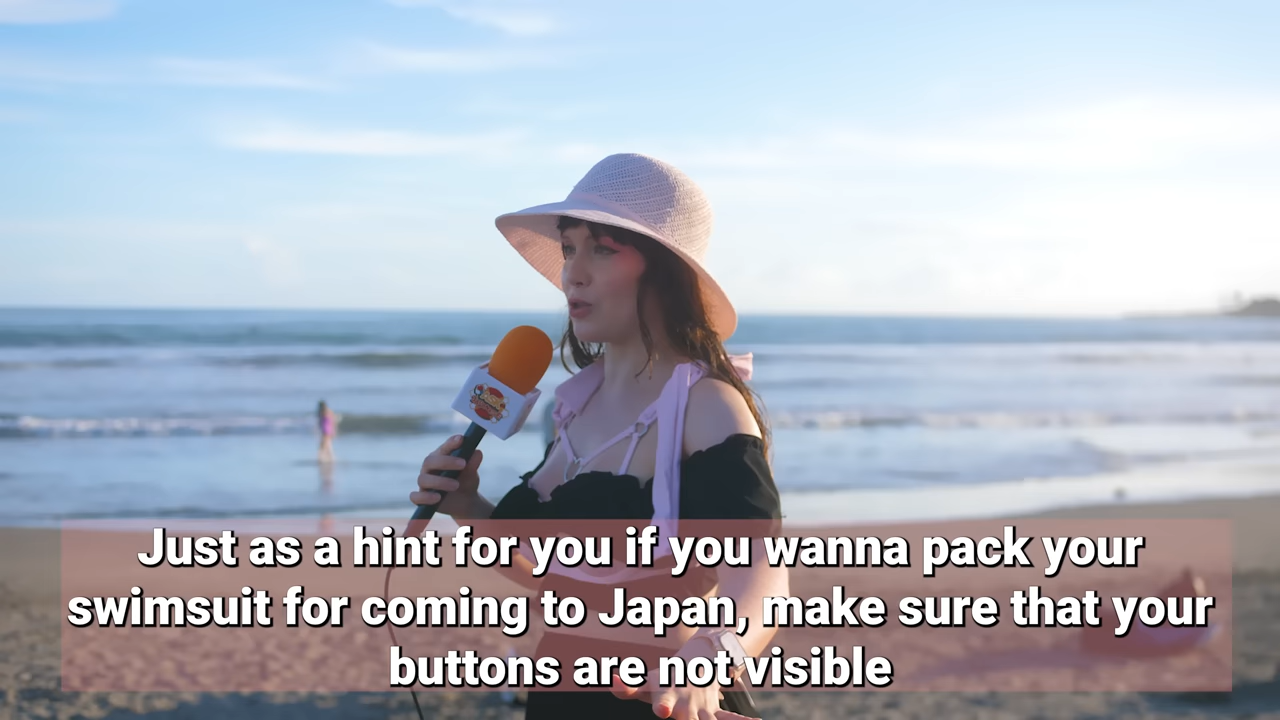 Just as a hint for you if you wanna pack your
swimsuit for coming to Japan, make sure that your
buttons are not visible